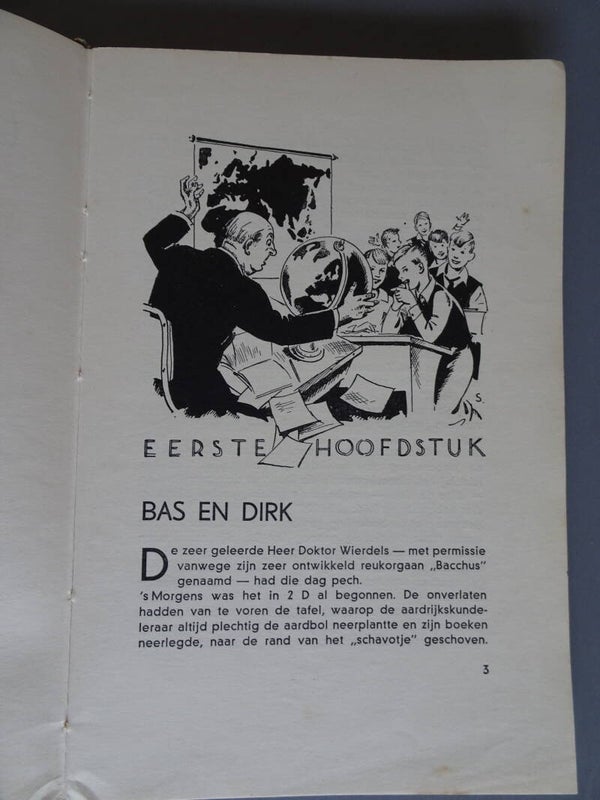 S.
EERSTE HOOFDSTUK
BAS EN DIRK
De zeer geleerde Heer Doktor Wierdels — met permissie
vanwege zijn zeer ontwikkeld reukorgaan „Bacchus”
genaamd — had die dag pech.
's Morgens was het in 2 D al begonnen. De onverlaten
hadden van te voren de tafel, waarop de aardrijkskunde-
leraar altijd plechtig de aardbol neerplantte en zijn boeken
neerlegde, naar de rand van het „schavotje” geschoven.
3